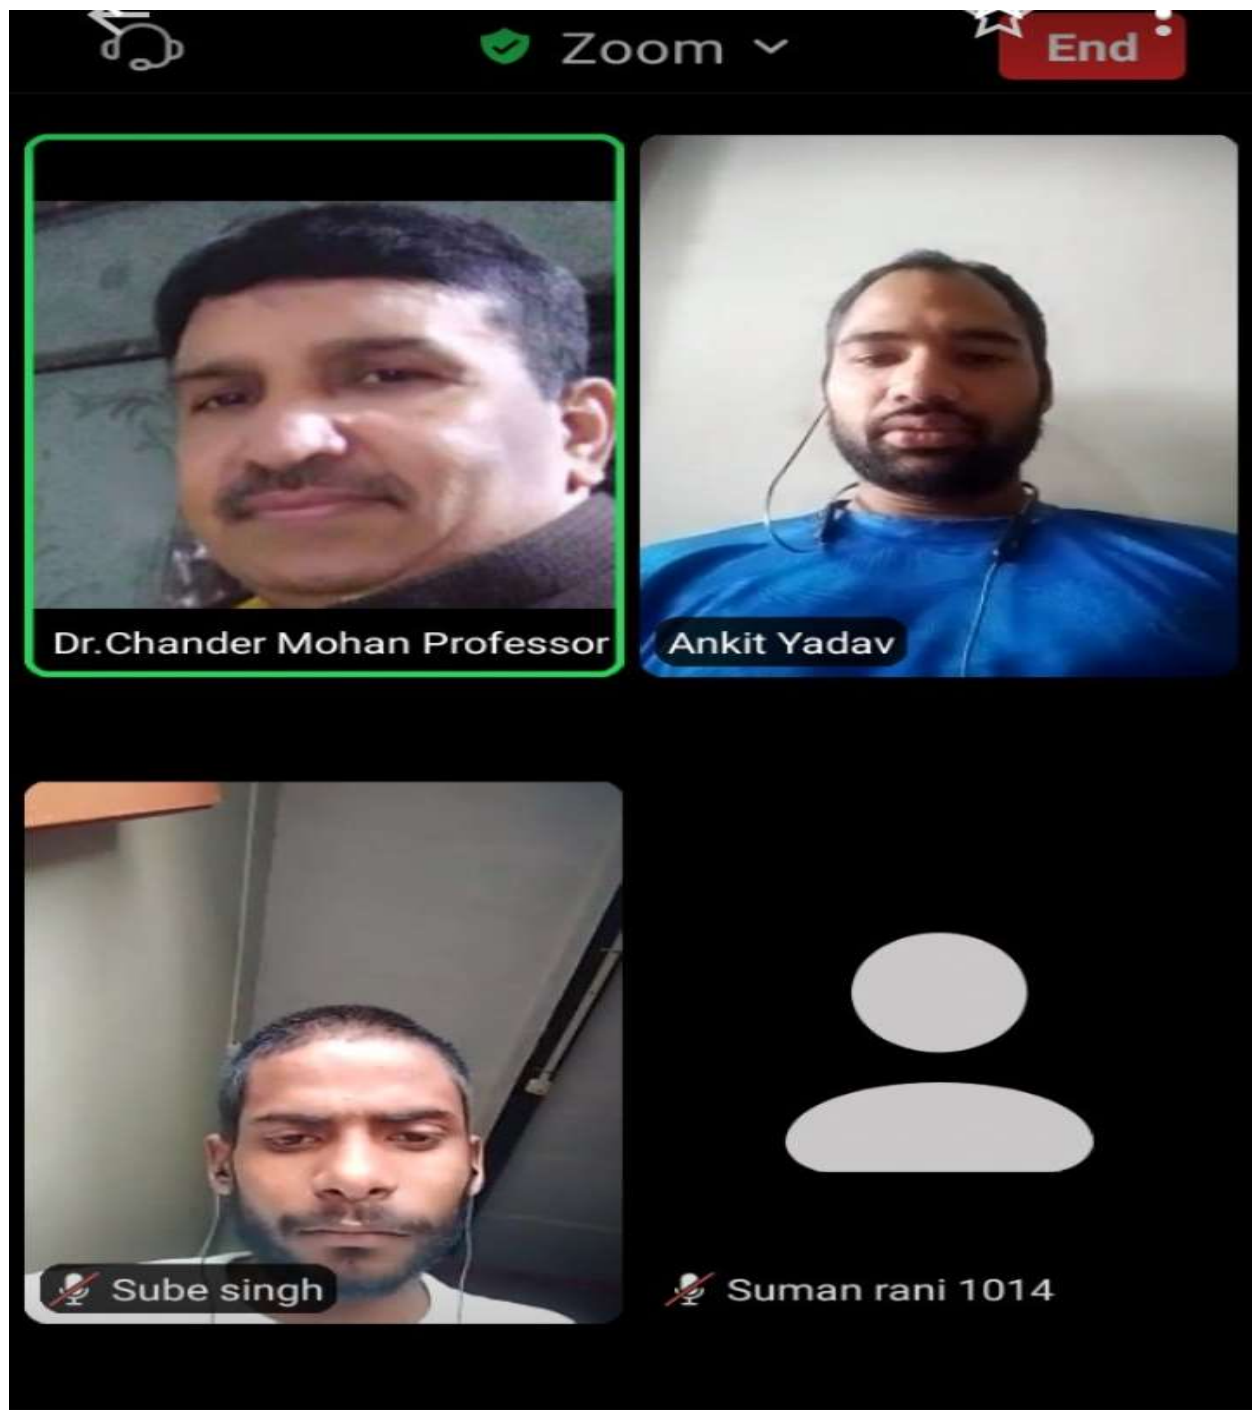 Zoom
End
Dr.Chander Mohan Professor
Ankit Yadav
Sube singh
Suman rani 1014